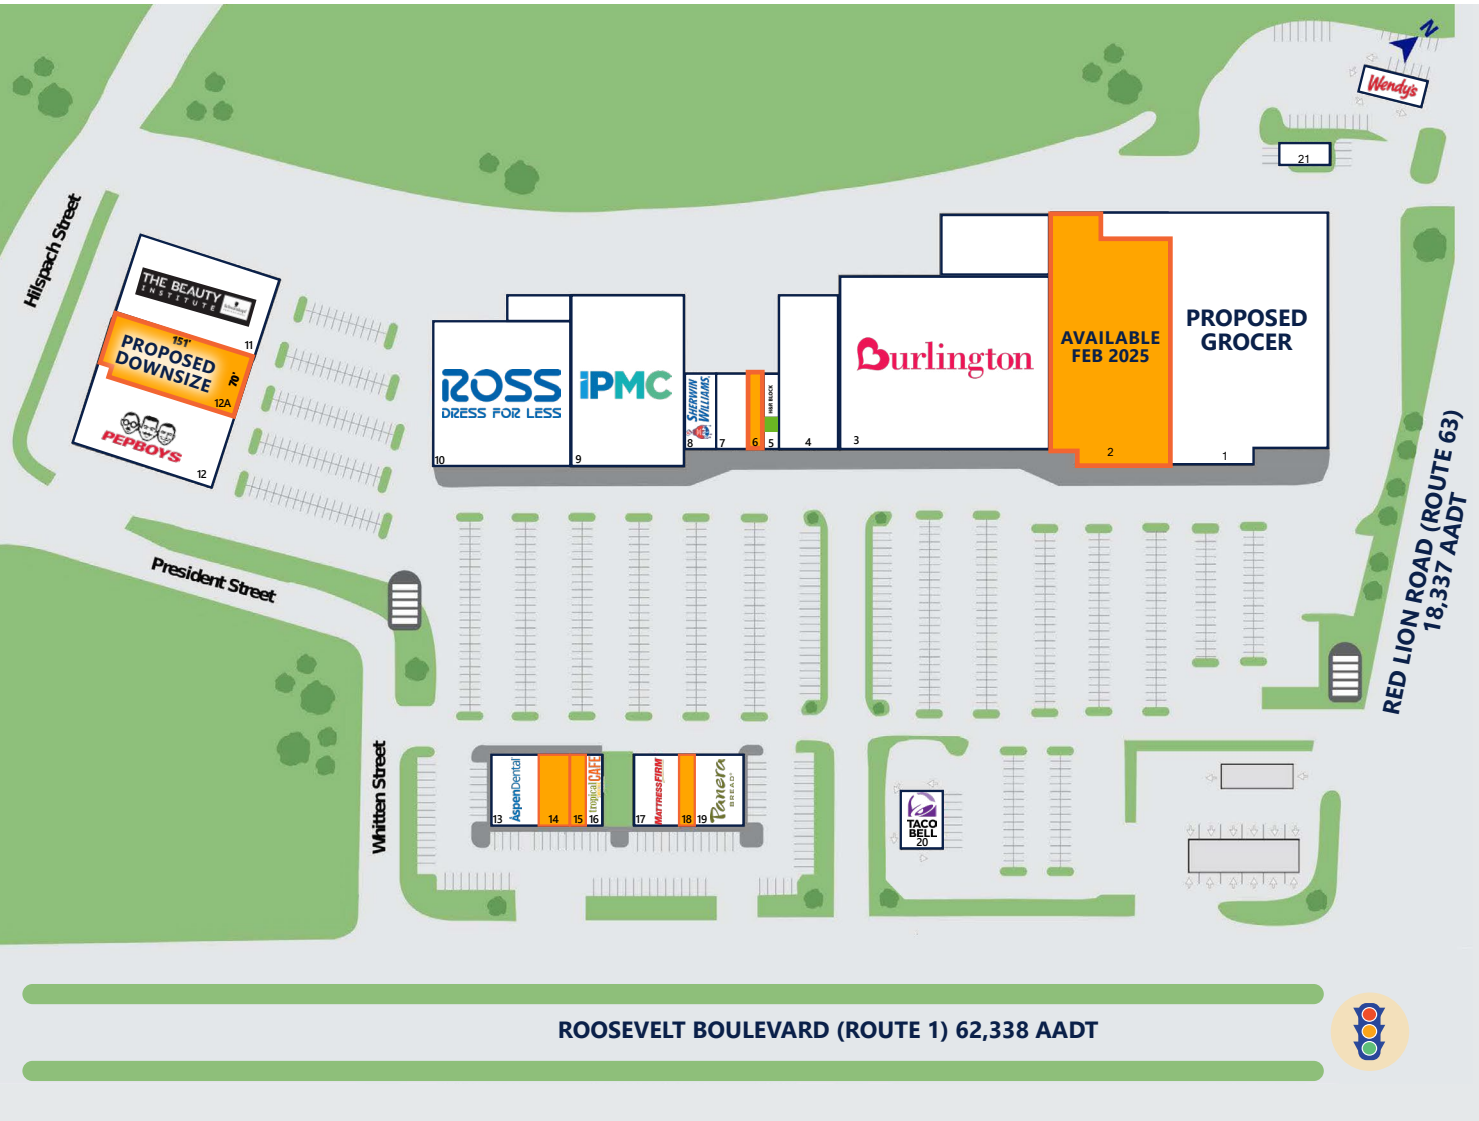 N
Wendy's
21
Hilspach Street
THE BEAUTY
INSTITUTE
11
151'
PROPOSED
DOWNSIZE
70'
12A
PEPBOYS
12
ROSS
DRESS FOR LESS
10
iPMC
9
SHERWIN
WILLIAMS.
8
7
6
H&R BLOCK
5
4
Burlington
3
AVAILABLE
FEB 2025
2
PROPOSED
GROCER
1
RED LION ROAD (ROUTE 63)
18,337 AADT
President Street
Whitten Street
13
AspenDental
14
15
tropical CAFE
16
17
MATTRESSFIRM
18
19
Panera
BREAD®
TACO
BELL
20
ROOSEVELT BOULEVARD (ROUTE 1) 62,338 AADT